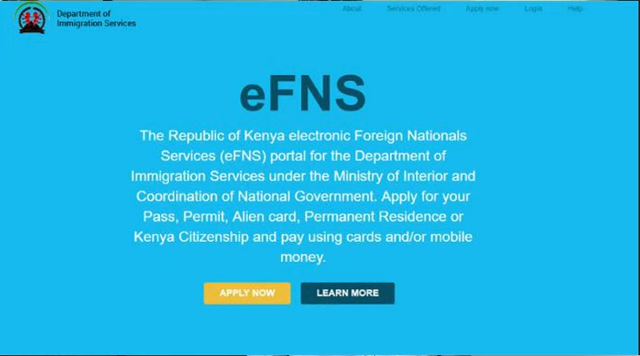 Department of
Immigration Services
About Services Offered Apply now Login Help
eFNS
The Republic of Kenya electronic Foreign Nationals
Services (eFNS) portal for the Department of
Immigration Services under the Ministry of Interior and
Coordination of National Government. Apply for your
Pass, Permit, Alien card, Permanent Residence or
Kenya Citizenship and pay using cards and/or mobile
money.
APPLY NOW LEARN MORE